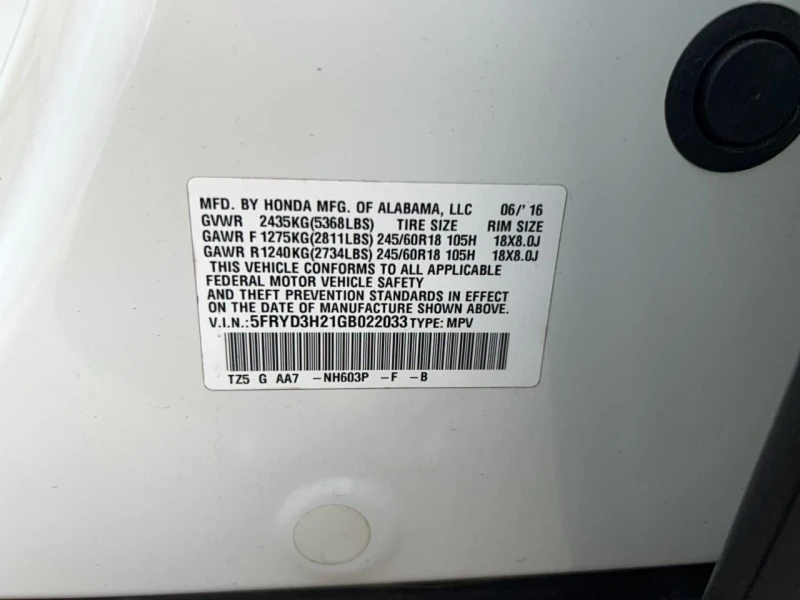 MFD. BY HONDA MFG. OF ALABAMA, LLC 06/' 16
GVWR 2435KG(5368LBS) TIRE SIZE RIM SIZE
GAWR F 1275KG(2811LBS) 245/60R18 105H 18X8.0J
GAWR R 1240KG(2734LBS) 245/60R18 105H 18X8.0J
THIS VEHICLE CONFORMS TO ALL APPLICABLE
FEDERAL MOTOR VEHICLE SAFETY
AND THEFT PREVENTION STANDARDS IN EFFECT
ON THE DATE OF MANUFACTURE SHOWN ABOVE.
V.I.N.: 5FRYD3H21GB022033 TYPE: MPV
TZ5 G AA7 -NH603P -F -B